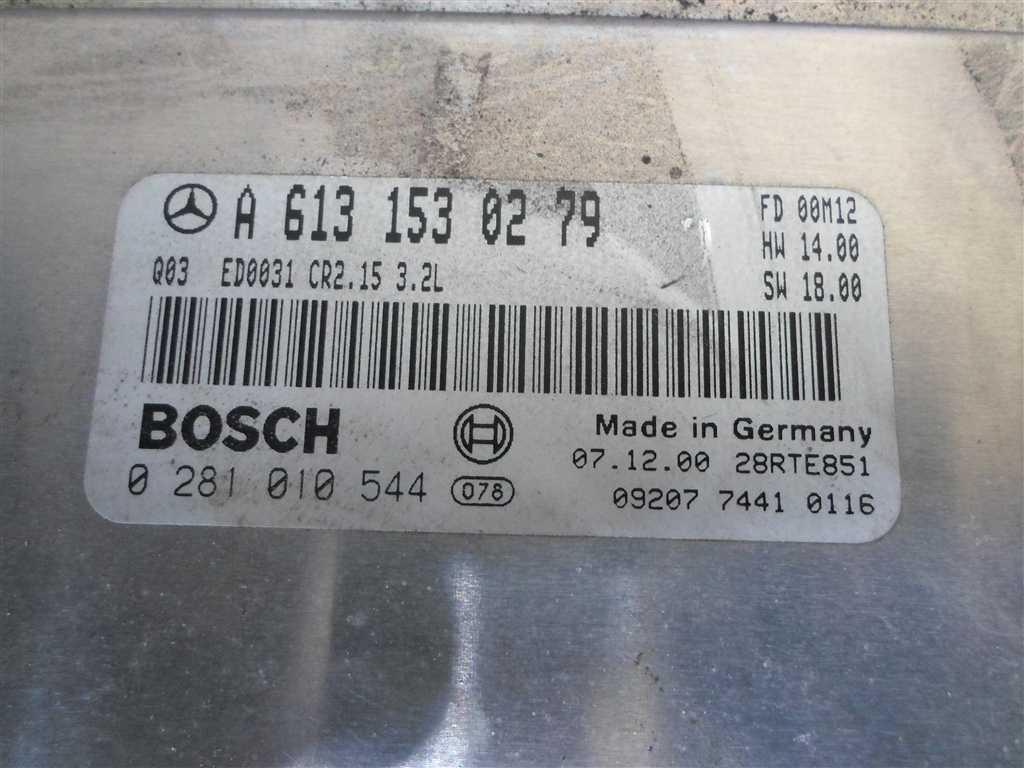 A 613 153 02 79
FD 00M12
HW 14.00
Q03 ED0031 CR2.15 3.2L
SW 18.00
BOSCH
Made in Germany
07.12.00 28RTE851
0 281 010 544 078
09207 7441 0116